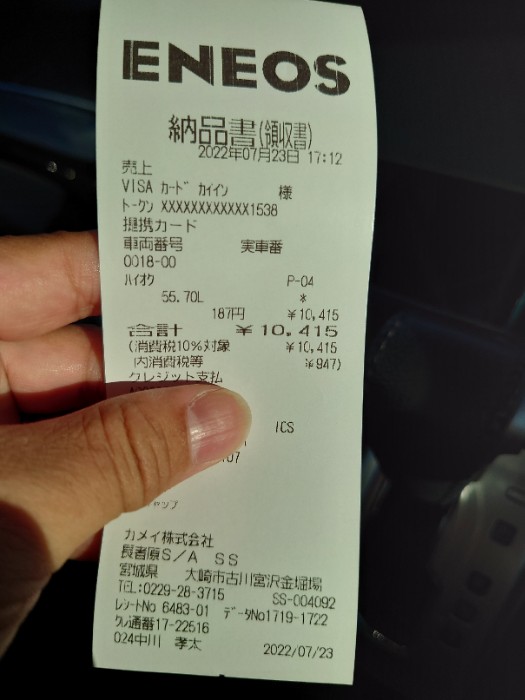 ENEOS
納品書(領収書)
2022年07月23日 17:12
売上
VISA カード カイイン 様
トークン XXXXXXXXXXXX1538
提携カード
車両番号 実車番
0018-00
ハイオク P-04
55.70L *
187円 ¥10,415
合計 ¥10,415
(消費税10%対象 ¥10,415
内消費税等 ¥947)
クレジット支払
ICS
.07
ャップ
カメイ株式会社
長者原S/A SS
宮城県 大崎市古川宮沢金堀場
TEL:0229-28-3715 SS-004092
レシートNo 6483-01 データNo1719-1722
クレ通番17-22516
024中川 孝太 2022/07/23